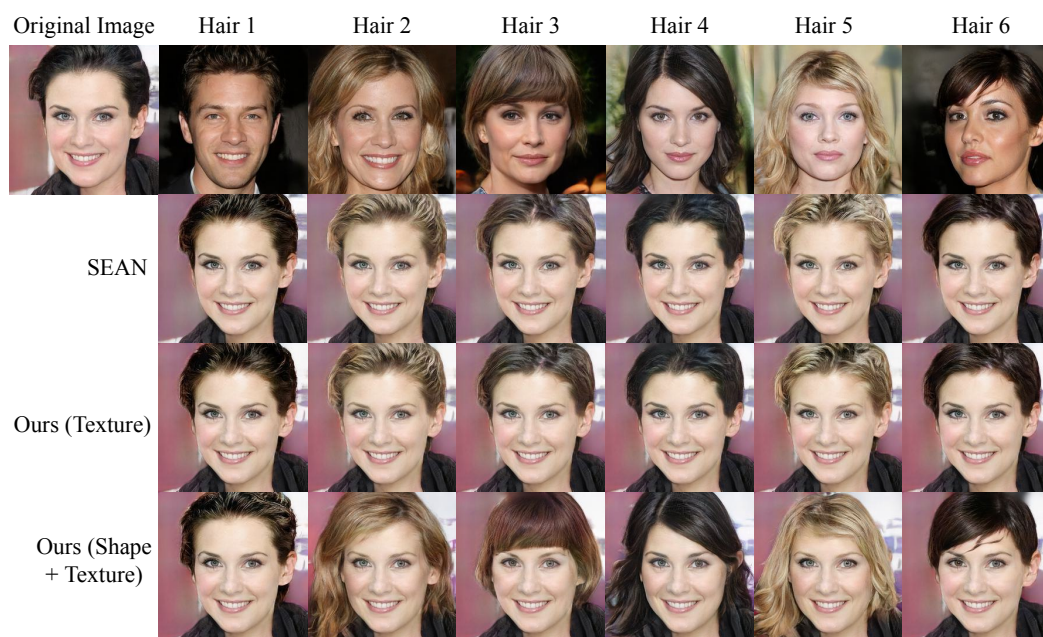 Original Image
Hair 1
Hair 2
Hair 3
Hair 4
Hair 5
Hair 6
SEAN
Ours (Texture)
Ours (Shape
+ Texture)